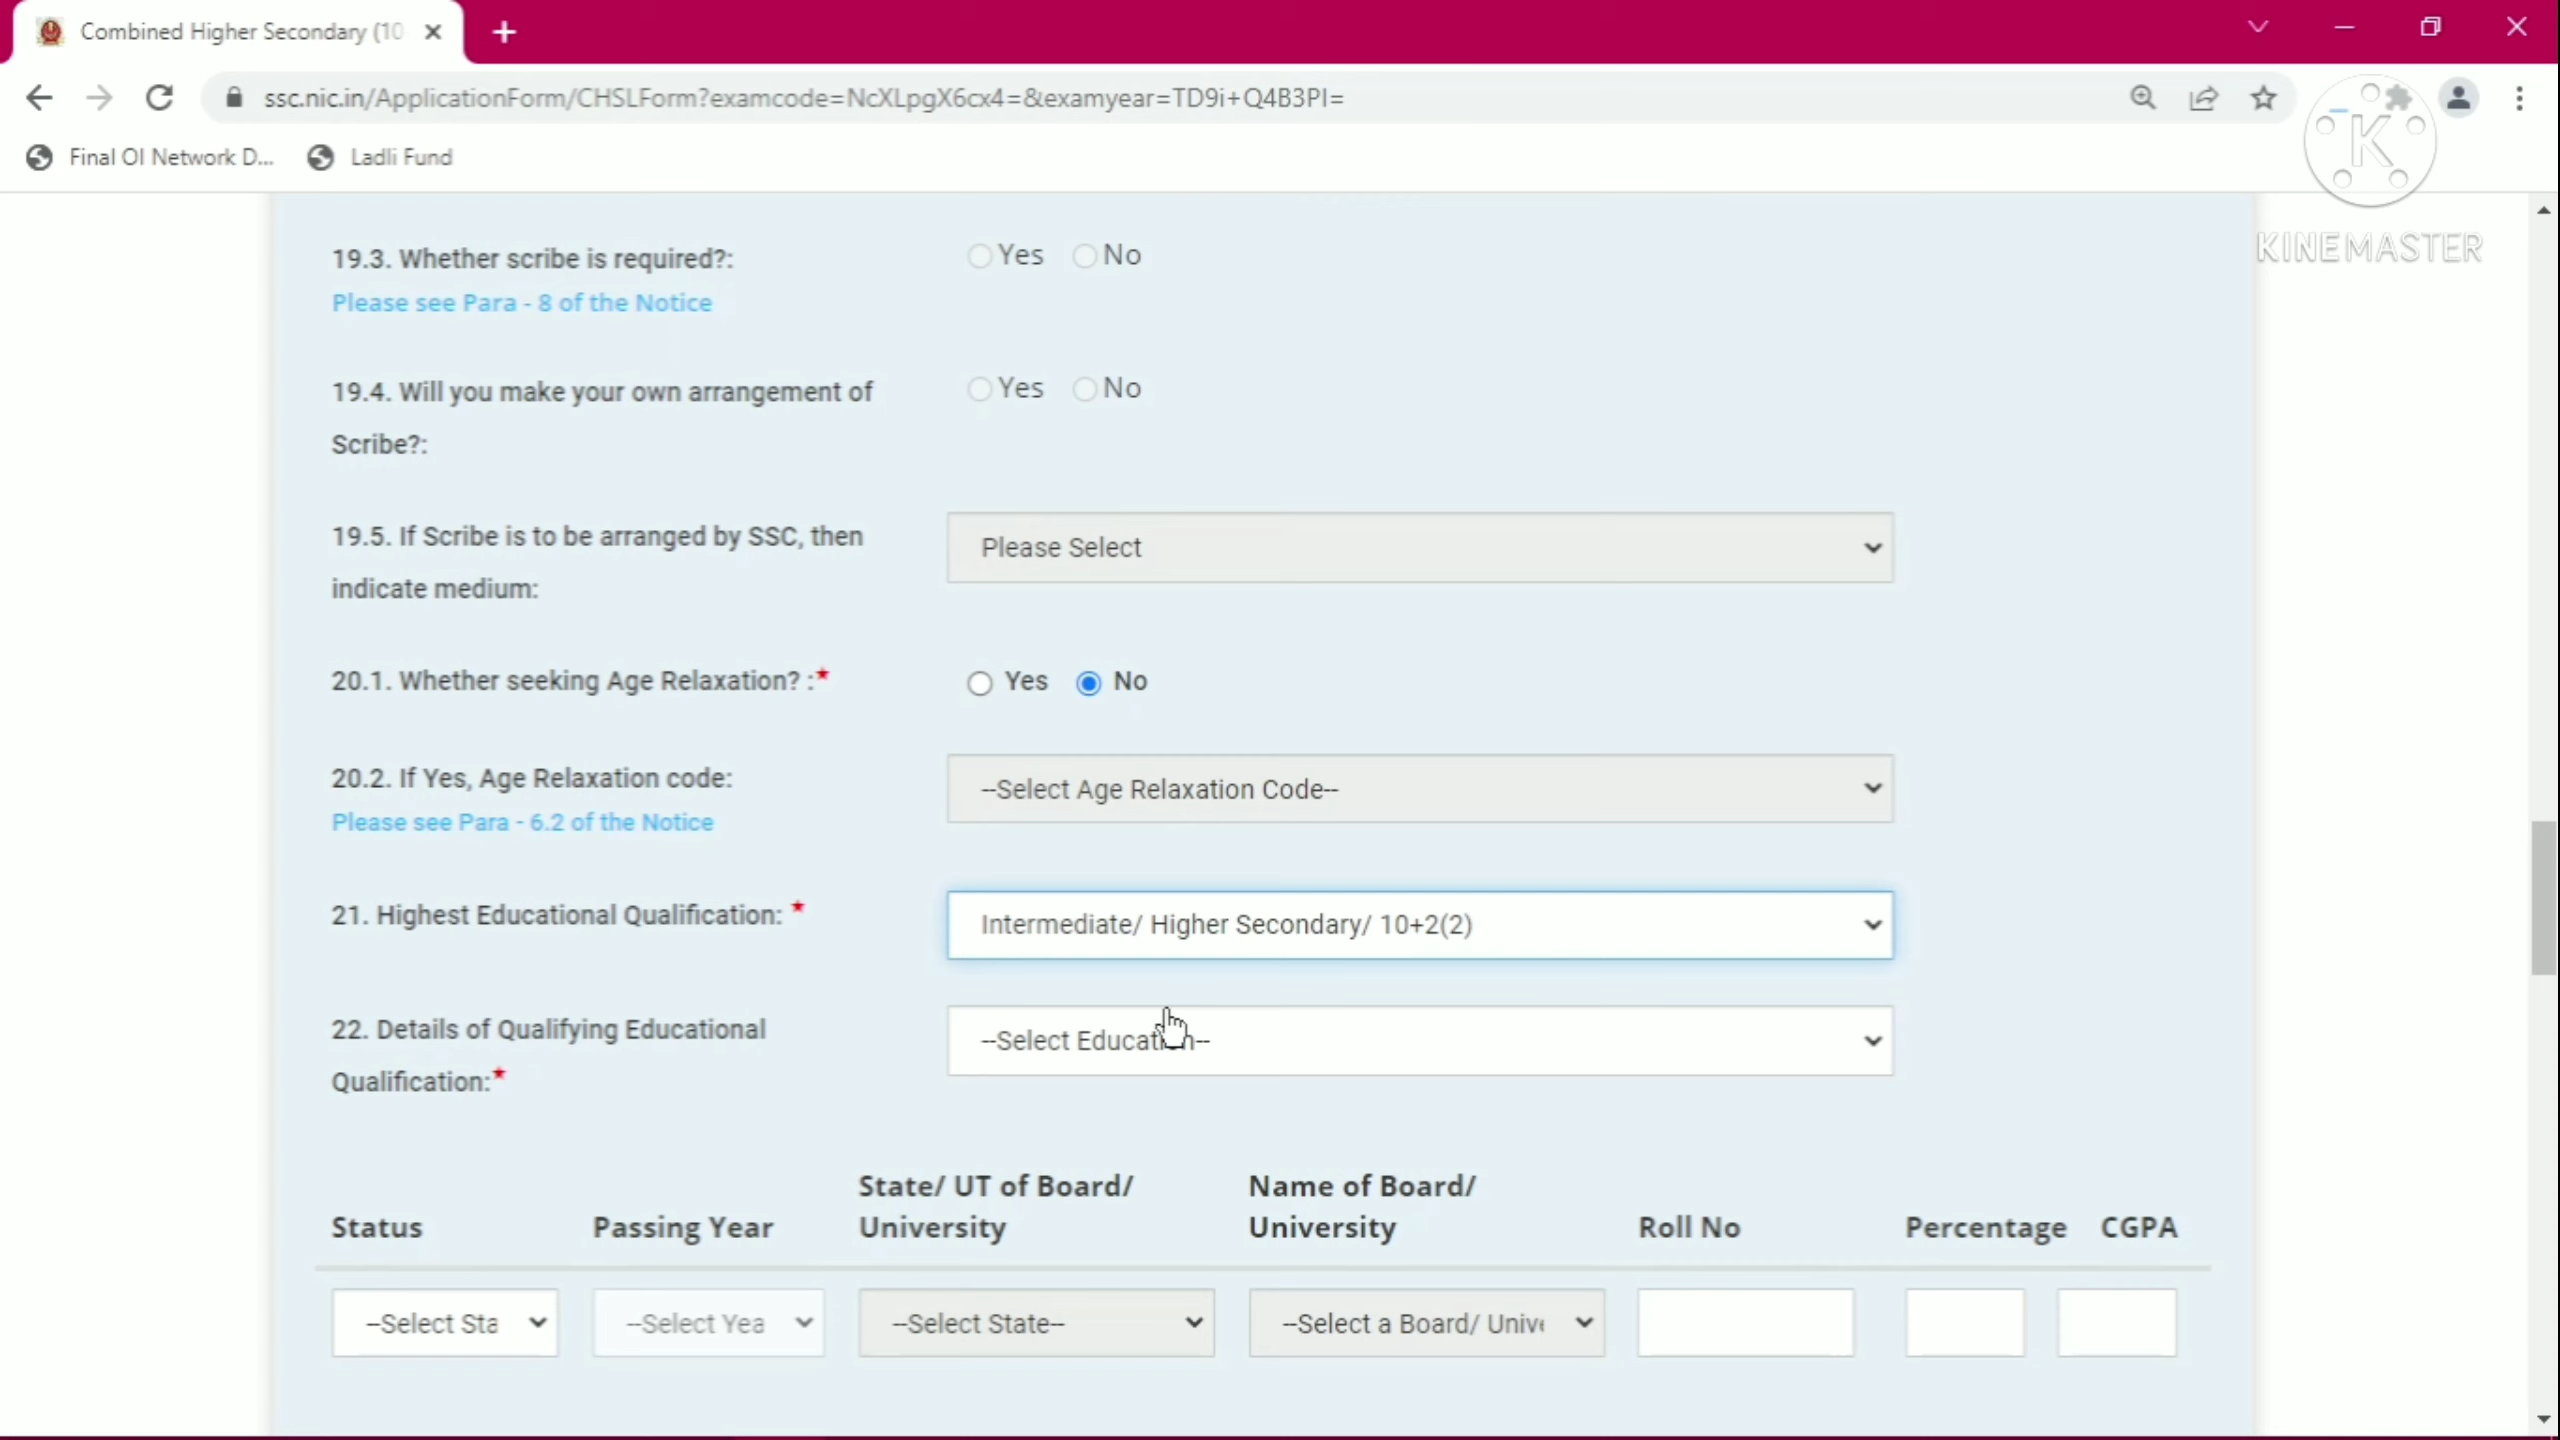 Combined Higher Secondary (10
ssc.nic.in/ApplicationForm/CHSLForm?examcode=NcXLpgX6cx4=&examyear=TD9i+Q4B3PI=
Final OI Network D...
Ladli Fund
K
KINEMASTER
19.3. Whether scribe is required?:
Yes No
Please see Para - 8 of the Notice
19.4. Will you make your own arrangement of
Scribe?:
Yes No
19.5. If Scribe is to be arranged by SSC, then
indicate medium:
Please Select
20.1. Whether seeking Age Relaxation? :*
Yes No
20.2. If Yes, Age Relaxation code:
--Select Age Relaxation Code--
Please see Para - 6.2 of the Notice
21. Highest Educational Qualification: *
Intermediate/ Higher Secondary/ 10+2(2)
22. Details of Qualifying Educational
Qualification:*
--Select Education--
Status
Passing Year
State/ UT of Board/
University
Name of Board/
University
Roll No
Percentage
CGPA
--Select Sta
--Select Yea
--Select State--
--Select a Board/ Unive